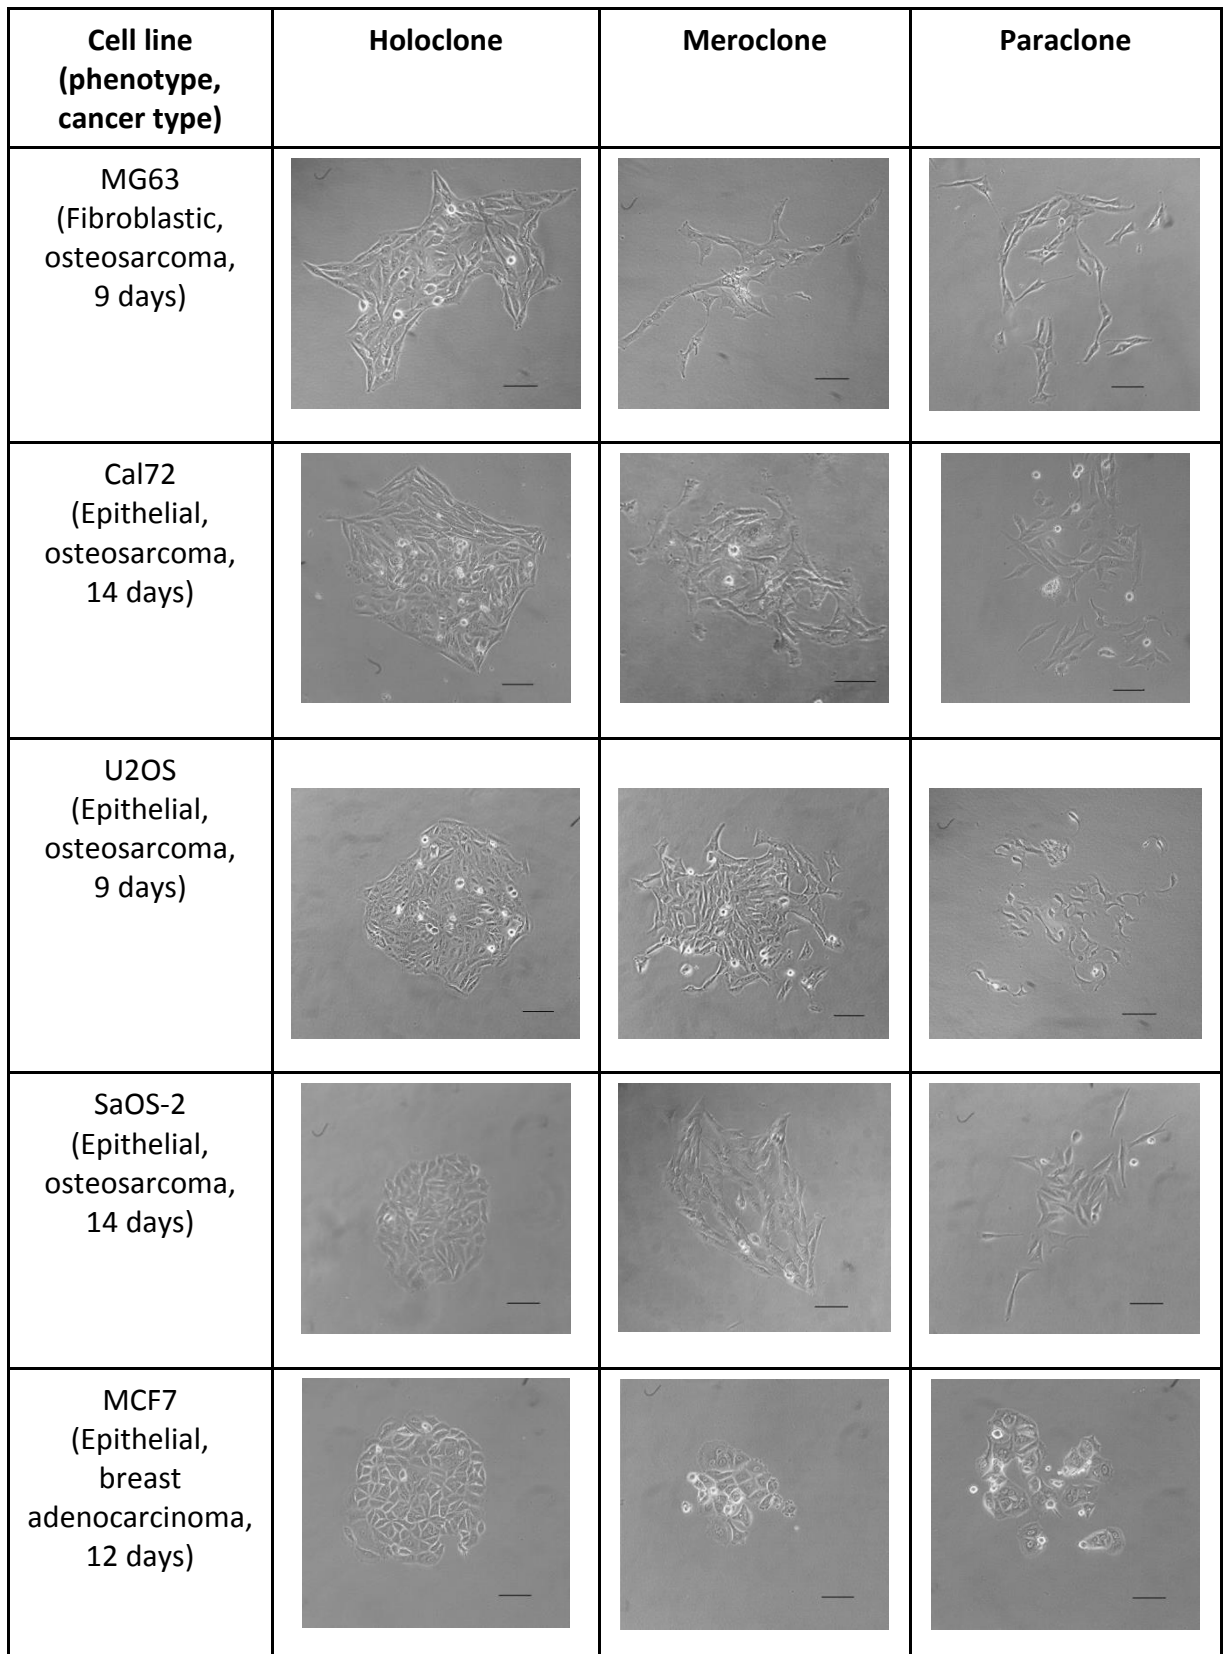 Cell line
(phenotype,
cancer type)
Holoclone
Meroclone
Paraclone
MG63
(Fibroblastic,
osteosarcoma,
9 days)
Cal72
(Epithelial,
osteosarcoma,
14 days)
U2OS
(Epithelial,
osteosarcoma,
9 days)
SaOS-2
(Epithelial,
osteosarcoma,
14 days)
MCF7
(Epithelial,
breast
adenocarcinoma,
12 days)